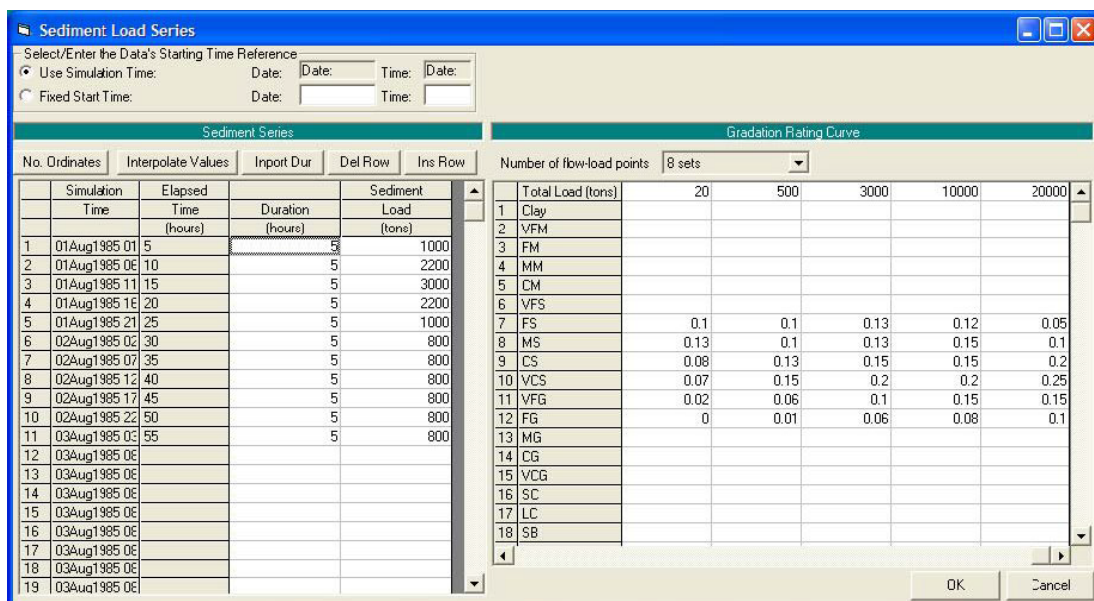 Sediment Load Series
Select/Enter the Data's Starting Time Reference
Use Simulation Time: Date: Date: Time: Date:
Fixed Start Time: Date: Time:
Sediment Series
No. Ordinates Interpolate Values Inport Dur Del Row Ins Row
Simulation Elapsed Sediment
Time Time Duration Load
(hours) (hours) (tons)
1 01Aug1985 01 5 5 1000
2 01Aug1985 06 10 5 2200
3 01Aug1985 11 15 5 3000
4 01Aug1985 16 20 5 2200
5 01Aug1985 21 25 5 1000
6 02Aug1985 02 30 5 800
7 02Aug1985 07 35 5 800
8 02Aug1985 12 40 5 800
9 02Aug1985 17 45 5 800
10 02Aug1985 22 50 5 800
11 03Aug1985 03 55 5 800
12 03Aug1985 08
13 03Aug1985 08
14 03Aug1985 08
15 03Aug1985 08
16 03Aug1985 08
17 03Aug1985 08
18 03Aug1985 08
19 03Aug1985 08
Gradation Rating Curve
Number of flow-load points 8 sets
Total Load (tons) 20 500 3000 10000 20000
1 Clay
2 VFM
3 FM
4 MM
5 CM
6 VFS
7 FS 0.1 0.1 0.13 0.12 0.05
8 MS 0.13 0.1 0.13 0.15 0.1
9 CS 0.08 0.13 0.15 0.15 0.2
10 VCS 0.07 0.15 0.2 0.2 0.25
11 VFG 0.02 0.06 0.1 0.15 0.15
12 FG 0 0.01 0.06 0.08 0.1
13 MG
14 CG
15 VCG
16 SC
17 LC
18 SB
OK Cancel